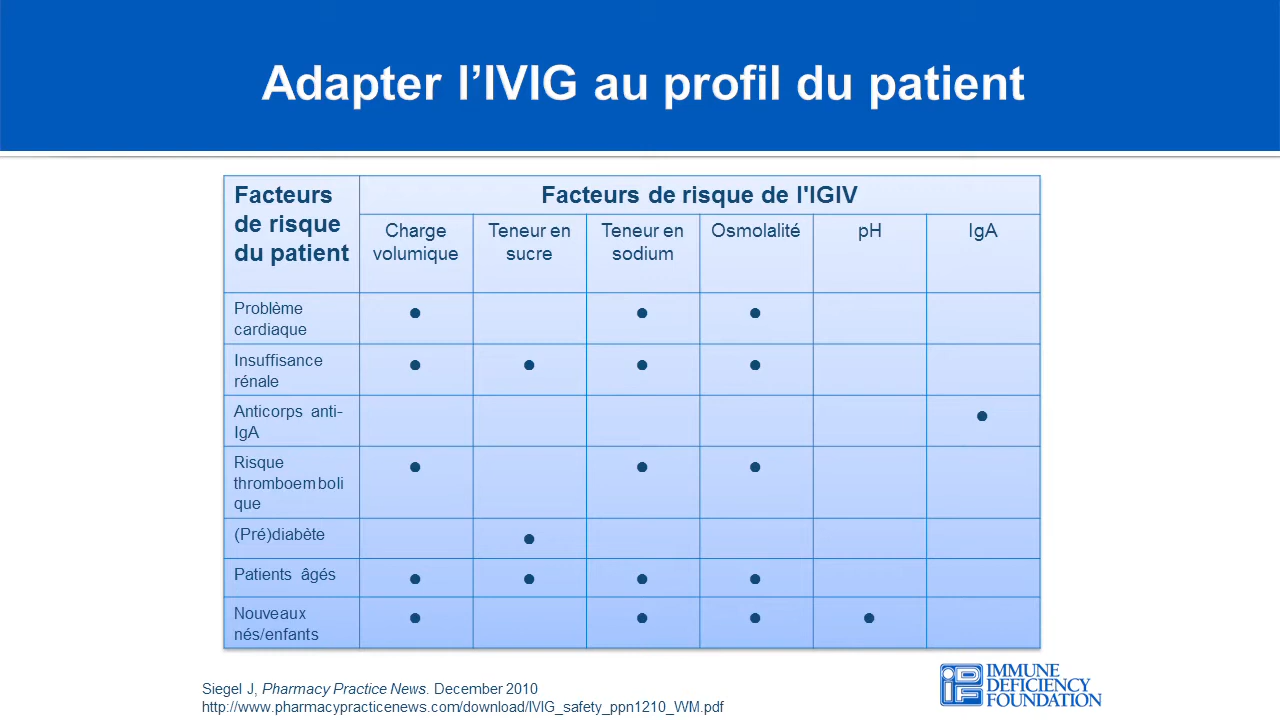 Adapter l’IVIG au profil du patient
Facteurs
de risque
du patient
Facteurs de risque de l'IGIV
Charge
volumique
Teneur en
sucre
Teneur en
sodium
Osmolalité
pH
IgA
Problème
cardiaque
● ● ●
Insuffisance
rénale
● ● ● ●
Anticorps anti-
IgA
●
Risque
thromboemboli
que
● ● ●
(Pré)diabète
●
Patients âgés
● ● ● ●
Nouveaux
nés/enfants
● ● ● ●
Siegel J, Pharmacy Practice News. December 2010
http://www.pharmacypracticenews.com/download/IVIG_safety_ppn1210_WM.pdf
IDF
IMMUNE
DEFICIENCY
FOUNDATION